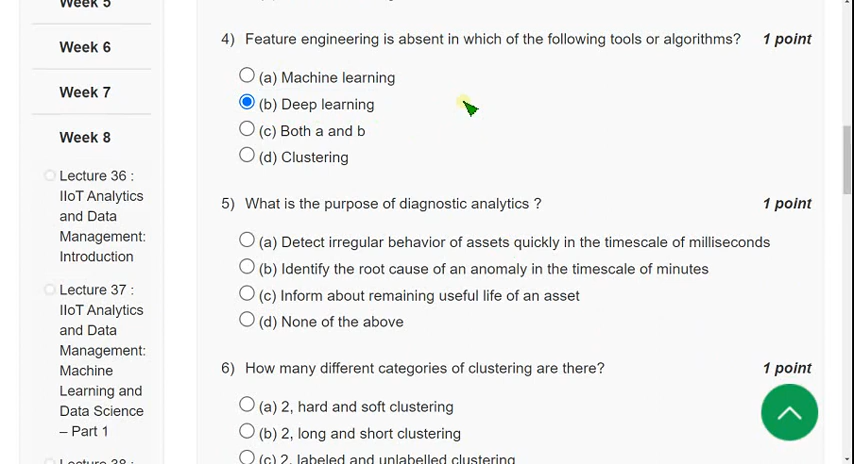 Week 5
Week 6
Week 7
Week 8
Lecture 36 :
IIoT Analytics
and Data
Management:
Introduction
Lecture 37 :
IIoT Analytics
and Data
Management:
Machine
Learning and
Data Science
– Part 1
Lecture 38 :
4) Feature engineering is absent in which of the following tools or algorithms? 1 point
(a) Machine learning
(b) Deep learning
(c) Both a and b
(d) Clustering
5) What is the purpose of diagnostic analytics ? 1 point
(a) Detect irregular behavior of assets quickly in the timescale of milliseconds
(b) Identify the root cause of an anomaly in the timescale of minutes
(c) Inform about remaining useful life of an asset
(d) None of the above
6) How many different categories of clustering are there? 1 point
(a) 2, hard and soft clustering
(b) 2, long and short clustering
(c) 2, labeled and unlabelled clustering